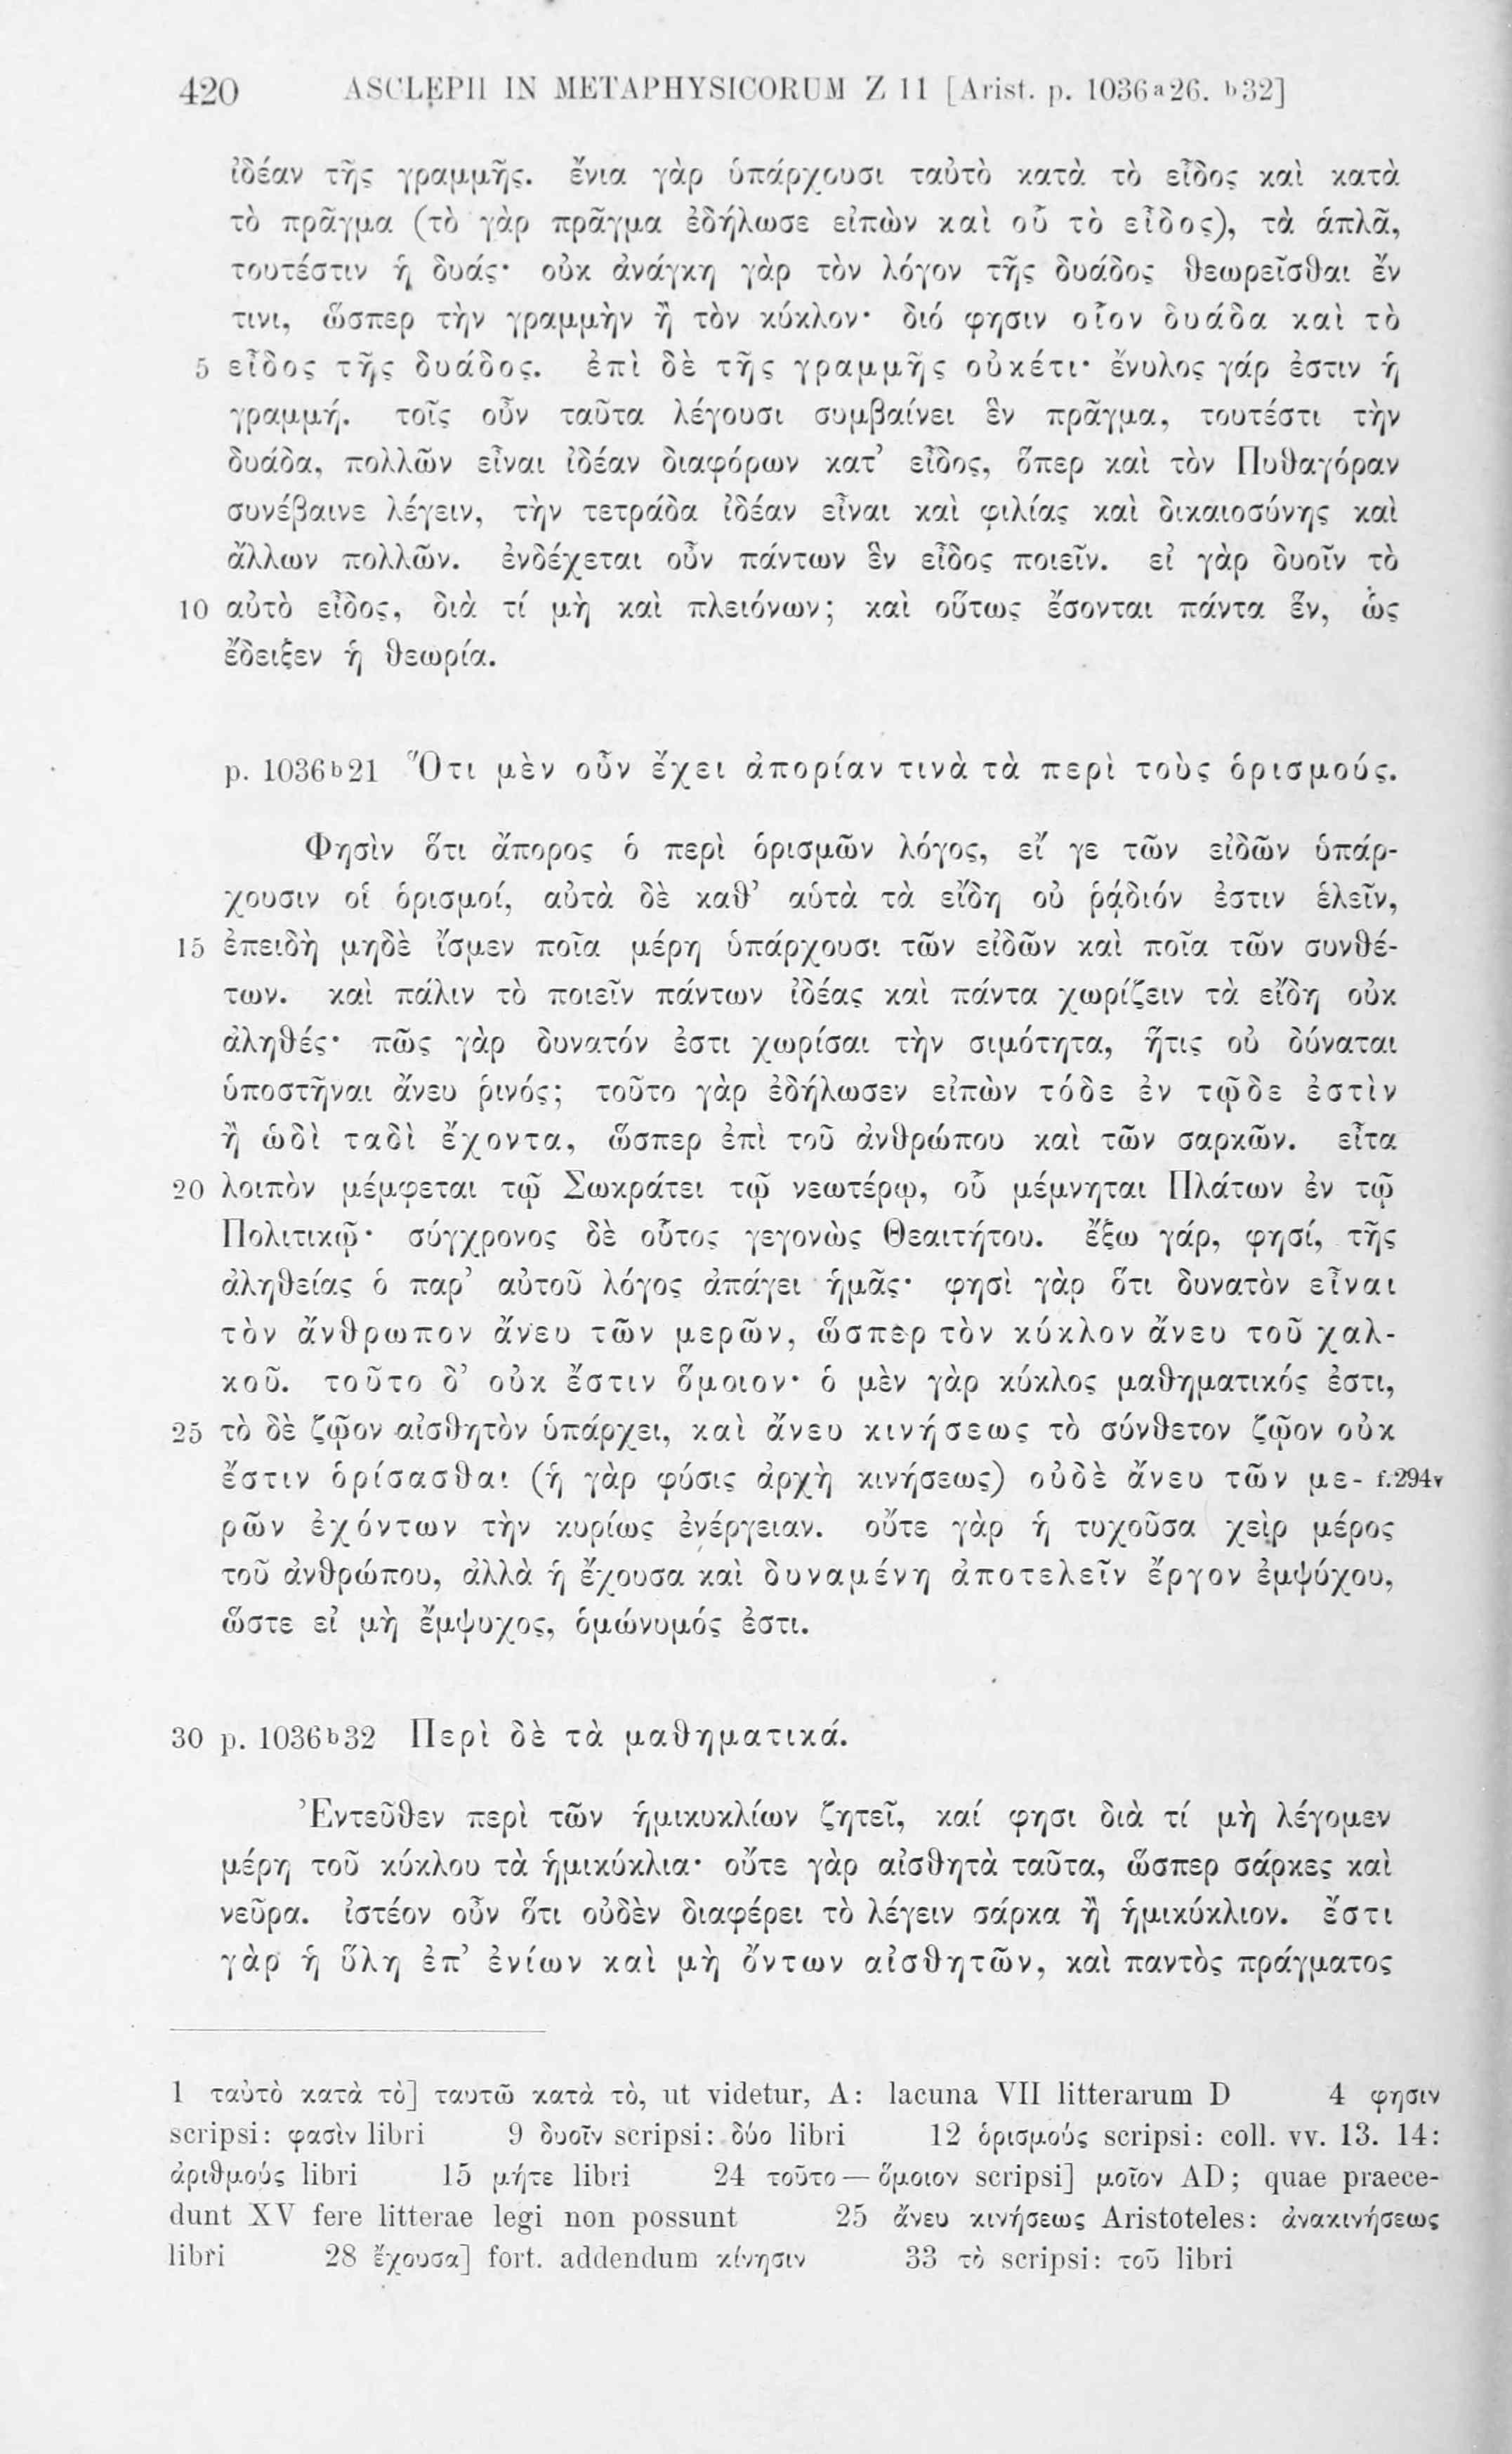 420 ASCLEPII IN METAPHYSICORUM Z 11 [Arist. p. 1036ᵃ26. ᵇ32]
ἰδέαν τῆς γραμμῆς. ἔνια γὰρ ὑπάρχουσι ταὐτὸ κατὰ τὸ εἶδος καὶ κατὰ
τὸ πρᾶγμα (τὸ γὰρ πρᾶγμα ἐδήλωσε εἰπὼν καὶ οὗ τὸ εἶδος), τὰ ἁπλᾶ,
τουτέστιν ἡ δυάς· οὐκ ἀνάγκη γὰρ τὸν λόγον τῆς δυάδος θεωρεῖσθαι ἔν
τινι, ὥσπερ τὴν γραμμὴν ἢ τὸν κύκλον· διό φησιν οἷον δυάδα καὶ τὸ
5 εἶδος τῆς δυάδος. ἐπὶ δὲ τῆς γραμμῆς οὐκέτι· ἔνυλος γάρ ἐστιν ἡ
γραμμή. τοῖς οὖν ταῦτα λέγουσι συμβαίνει ἓν πρᾶγμα, τουτέστι τὴν
δυάδα, πολλῶν εἶναι ἰδέαν διαφόρων κατ’ εἶδος, ὅπερ καὶ τὸν Πυθαγόραν
συνέβαινε λέγειν, τὴν τετράδα ἰδέαν εἶναι καὶ φιλίας καὶ δικαιοσύνης καὶ
ἄλλων πολλῶν. ἐνδέχεται οὖν πάντων ἓν εἶδος ποιεῖν. εἰ γὰρ δυοῖν τὸ
10 αὐτὸ εἶδος, διὰ τί μὴ καὶ πλειόνων; καὶ οὕτως ἔσονται πάντα ἕν, ὡς
ἔδειξεν ἡ θεωρία.
p. 1036ᵇ21 Ὅτι μὲν οὖν ἔχει ἀπορίαν τινὰ τὰ περὶ τοὺς ὁρισμούς.
Φησὶν ὅτι ἄπορος ὁ περὶ ὁρισμῶν λόγος, εἴ γε τῶν εἰδῶν ὑπάρ-
χουσιν οἱ ὁρισμοί, αὐτὰ δὲ καθ’ αὑτὰ τὰ εἴδη οὐ ῥᾴδιόν ἐστιν ἑλεῖν,
15 ἐπειδὴ μηδὲ ἴσμεν ποῖα μέρη ὑπάρχουσι τῶν εἰδῶν καὶ ποῖα τῶν συνθέ-
των. καὶ πάλιν τὸ ποιεῖν πάντων ἰδέας καὶ πάντα χωρίζειν τὰ εἴδη οὐκ
ἀληθές· πῶς γὰρ δυνατόν ἐστι χωρίσαι τὴν σιμότητα, ἥτις οὐ δύναται
ὑποστῆναι ἄνευ ῥινός; τοῦτο γὰρ ἐδήλωσεν εἰπὼν τόδε ἐν τῷδε ἐστὶν
ἢ ὡδὶ ταδὶ ἔχοντα, ὥσπερ ἐπὶ τοῦ ἀνθρώπου καὶ τῶν σαρκῶν. εἶτα
20 λοιπὸν μέμφεται τῷ Σωκράτει τῷ νεωτέρῳ, οὗ μέμνηται Πλάτων ἐν τῷ
Πολιτικῷ· σύγχρονος δὲ οὗτος γεγονὼς Θεαιτήτου. ἔξω γάρ, φησί, τῆς
ἀληθείας ὁ παρ’ αὐτοῦ λόγος ἀπάγει ἡμᾶς· φησὶ γὰρ ὅτι δυνατὸν εἶναι
τὸν ἄνθρωπον ἄνευ τῶν μερῶν, ὥσπερ τὸν κύκλον ἄνευ τοῦ χαλ-
κοῦ. τοῦτο δ’ οὐκ ἔστιν ὅμοιον· ὁ μὲν γὰρ κύκλος μαθηματικός ἐστι,
25 τὸ δὲ ζῷον αἰσθητὸν ὑπάρχει, καὶ ἄνευ κινήσεως τὸ σύνθετον ζῷον οὐκ
ἔστιν ὁρίσασθαι (ἡ γὰρ φύσις ἀρχὴ κινήσεως) οὐδὲ ἄνευ τῶν με- f.294v
ρῶν ἐχόντων τὴν κυρίως ἐνέργειαν. οὔτε γὰρ ἡ τυχοῦσα χεὶρ μέρος
τοῦ ἀνθρώπου, ἀλλὰ ἡ ἔχουσα καὶ δυναμένη ἀποτελεῖν ἔργον ἐμψύχου,
ὥστε εἰ μὴ ἔμψυχος, ὁμώνυμός ἐστι.
30 p. 1036ᵇ32 Περὶ δὲ τὰ μαθηματικά.
Ἐντεῦθεν περὶ τῶν ἡμικυκλίων ζητεῖ, καί φησι διὰ τί μὴ λέγομεν
μέρη τοῦ κύκλου τὰ ἡμικύκλια· οὔτε γὰρ αἰσθητὰ ταῦτα, ὥσπερ σάρκες καὶ
νεῦρα. ἰστέον οὖν ὅτι οὐδὲν διαφέρει τὸ λέγειν σάρκα ἢ ἡμικύκλιον. ἔστι
γὰρ ἡ ὕλη ἐπ’ ἐνίων καὶ μὴ ὄντων αἰσθητῶν, καὶ παντὸς πράγματος
1 ταὐτὸ κατὰ τὸ] ταυτῶ κατὰ τὸ, ut videtur, A: lacuna VII litterarum D 4 φησιν
scripsi: φασὶν libri 9 δυοῖν scripsi: δύο libri 12 ὁρισμούς scripsi: coll. vv. 13. 14:
ἀριθμούς libri 15 μήτε libri 24 τοῦτο — ὅμοιον scripsi] μοῖον AD; quae praece-
dunt XV fere litterae legi non possunt 25 ἄνευ κινήσεως Aristoteles: ἀνακινήσεως
libri 28 ἔχουσα] fort. addendum κίνησιν 33 τὸ scripsi: τοῦ libri